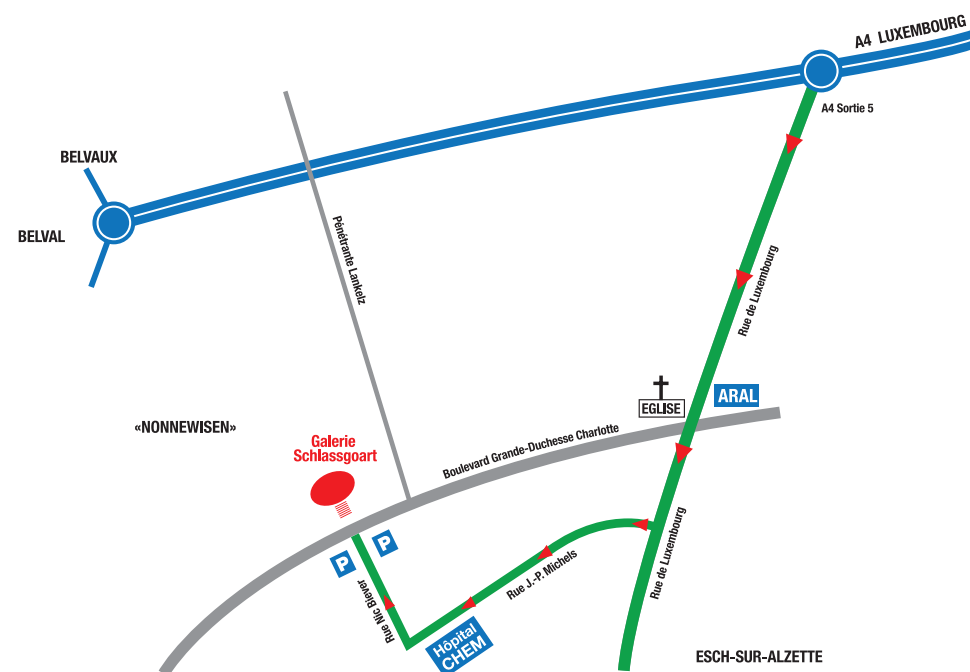 A4 LUXEMBOURG
A4 Sortie 5
BELVAUX
BELVAL
Pénétrante Lankelz
Rue de Luxembourg
EGLISE
ARAL
«NONNEWISEN»
Galerie
Schlassgoart
Boulevard Grande-Duchesse Charlotte
P
P
Rue Nic Biever
Rue J.-P. Michels
Rue de Luxembourg
Hôpital
CHEM
ESCH-SUR-ALZETTE